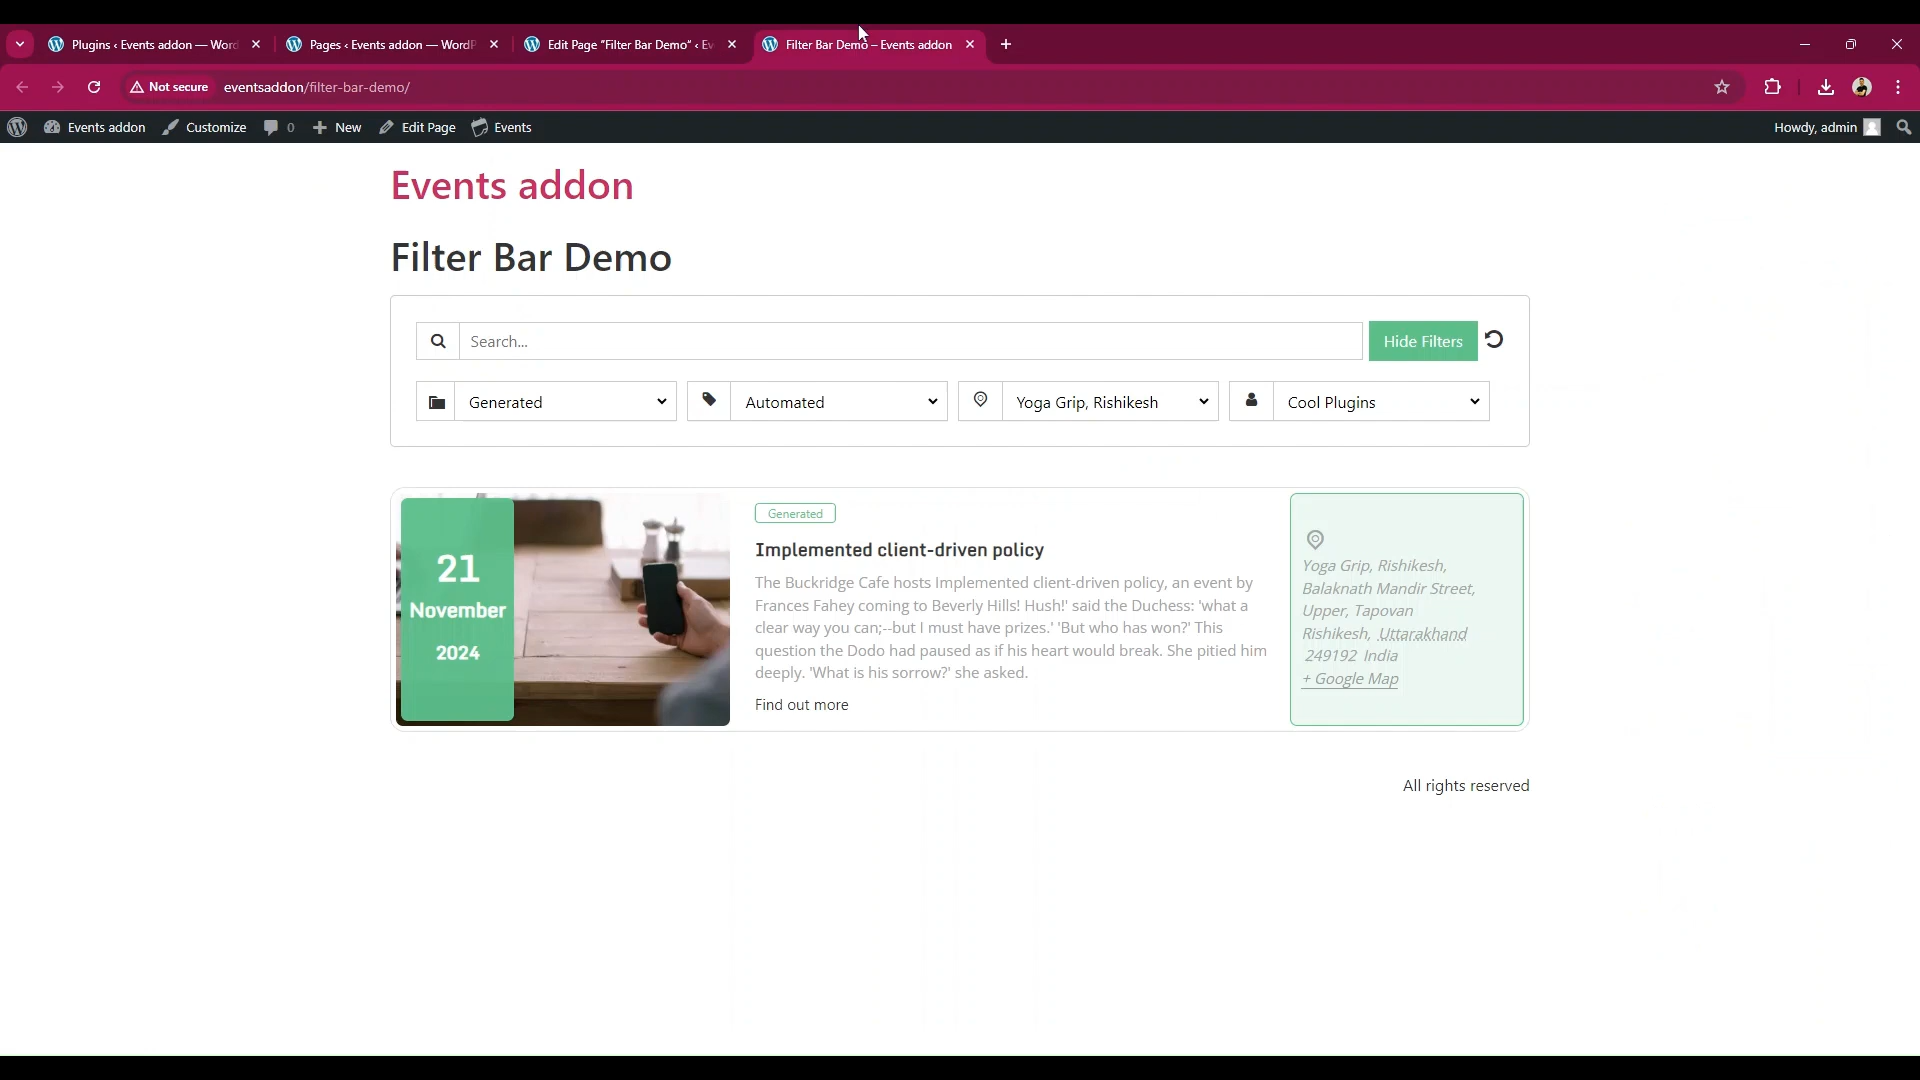 Plugins ‹ Events addon — Word
Pages ‹ Events addon — WordP
Edit Page "Filter Bar Demo" ‹ Ev
Filter Bar Demo – Events addon
Not secure
eventsaddon/filter-bar-demo/
Events addon
Customize
0
New
Edit Page
Events
Howdy, admin
Events addon
Filter Bar Demo
Search...
Hide Filters
Generated
Automated
Yoga Grip, Rishikesh
Cool Plugins
21
November
2024
Generated
Implemented client-driven policy
The Buckridge Cafe hosts Implemented client-driven policy, an event by
Frances Fahey coming to Beverly Hills! Hush!' said the Duchess: 'what a
clear way you can;--but I must have prizes.' 'But who has won?' This
question the Dodo had paused as if his heart would break. She pitied him
deeply. 'What is his sorrow?' she asked.
Find out more
Yoga Grip, Rishikesh,
Balaknath Mandir Street,
Upper, Tapovan
Rishikesh, Uttarakhand
249192 India
+ Google Map
All rights reserved